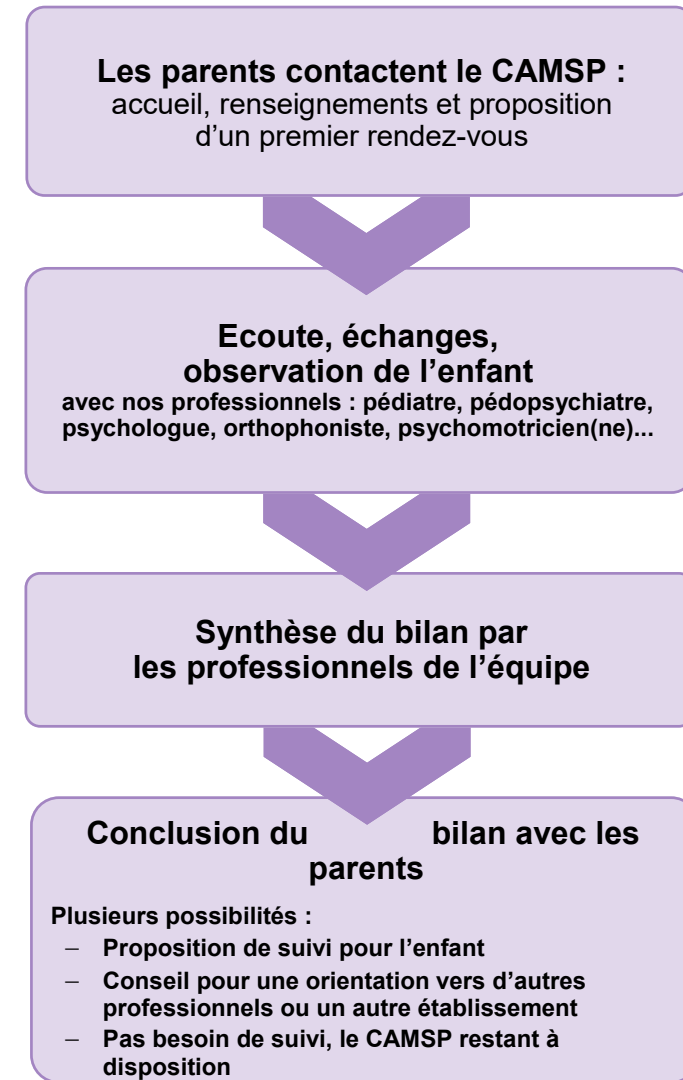 Les parents contactent le CAMSP :
accueil, renseignements et proposition
d’un premier rendez-vous
Ecoute, échanges,
observation de l’enfant
avec nos professionnels : pédiatre, pédopsychiatre,
psychologue, orthophoniste, psychomotricien(ne)...
Synthèse du bilan par
les professionnels de l’équipe
Conclusion du bilan avec les
parents
Plusieurs possibilités :
– Proposition de suivi pour l’enfant
– Conseil pour une orientation vers d’autres
professionnels ou un autre établissement
– Pas besoin de suivi, le CAMSP restant à
disposition